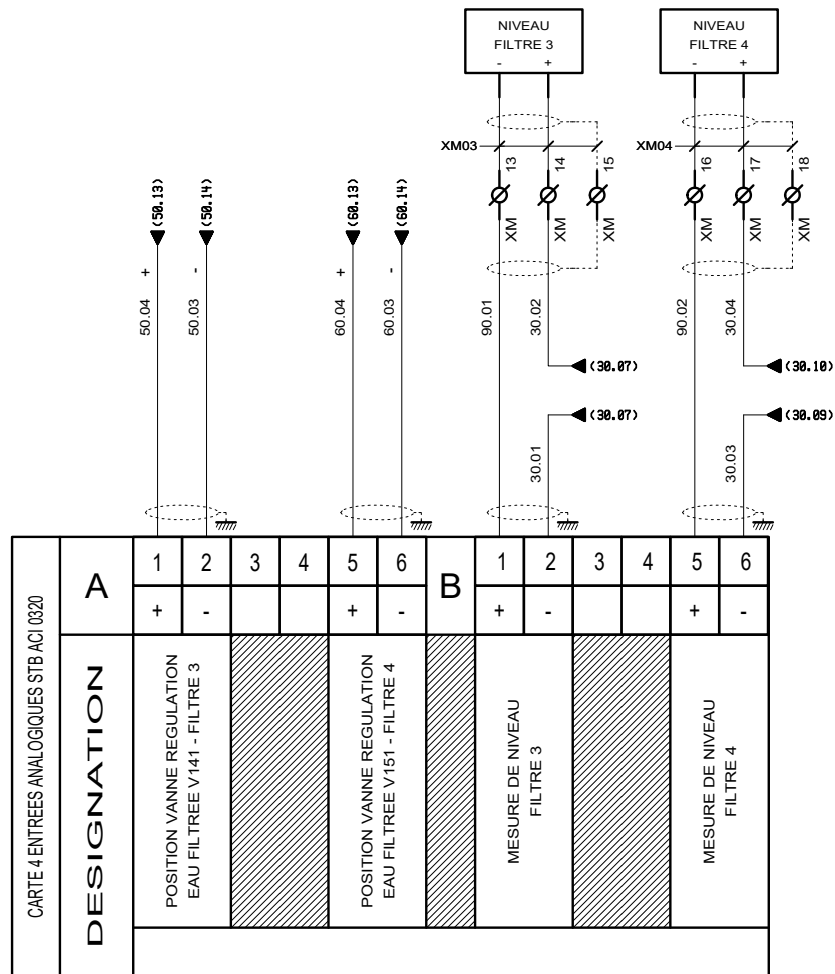 NIVEAU
FILTRE 3
- +
NIVEAU
FILTRE 4
- +
XM03
13
14
15
XM04
16
17
18
XM
XM
XM
XM
XM
XM
(50.13)
(50.14)
(60.13)
(60.14)
+
-
+
-
50.04
50.03
60.04
60.03
90.01
30.02
90.02
30.04
(30.07)
(30.10)
(30.07)
(30.09)
30.01
30.03
CARTE 4 ENTREES ANALOGIQUES STB ACI 0320
A
1 2 3 4 5 6
+ - + -
B
1 2 3 4 5 6
+ - + -
DESIGNATION
POSITION VANNE REGULATION
EAU FILTREE V141 - FILTRE 3
POSITION VANNE REGULATION
EAU FILTREE V151 - FILTRE 4
MESURE DE NIVEAU
FILTRE 3
MESURE DE NIVEAU
FILTRE 4